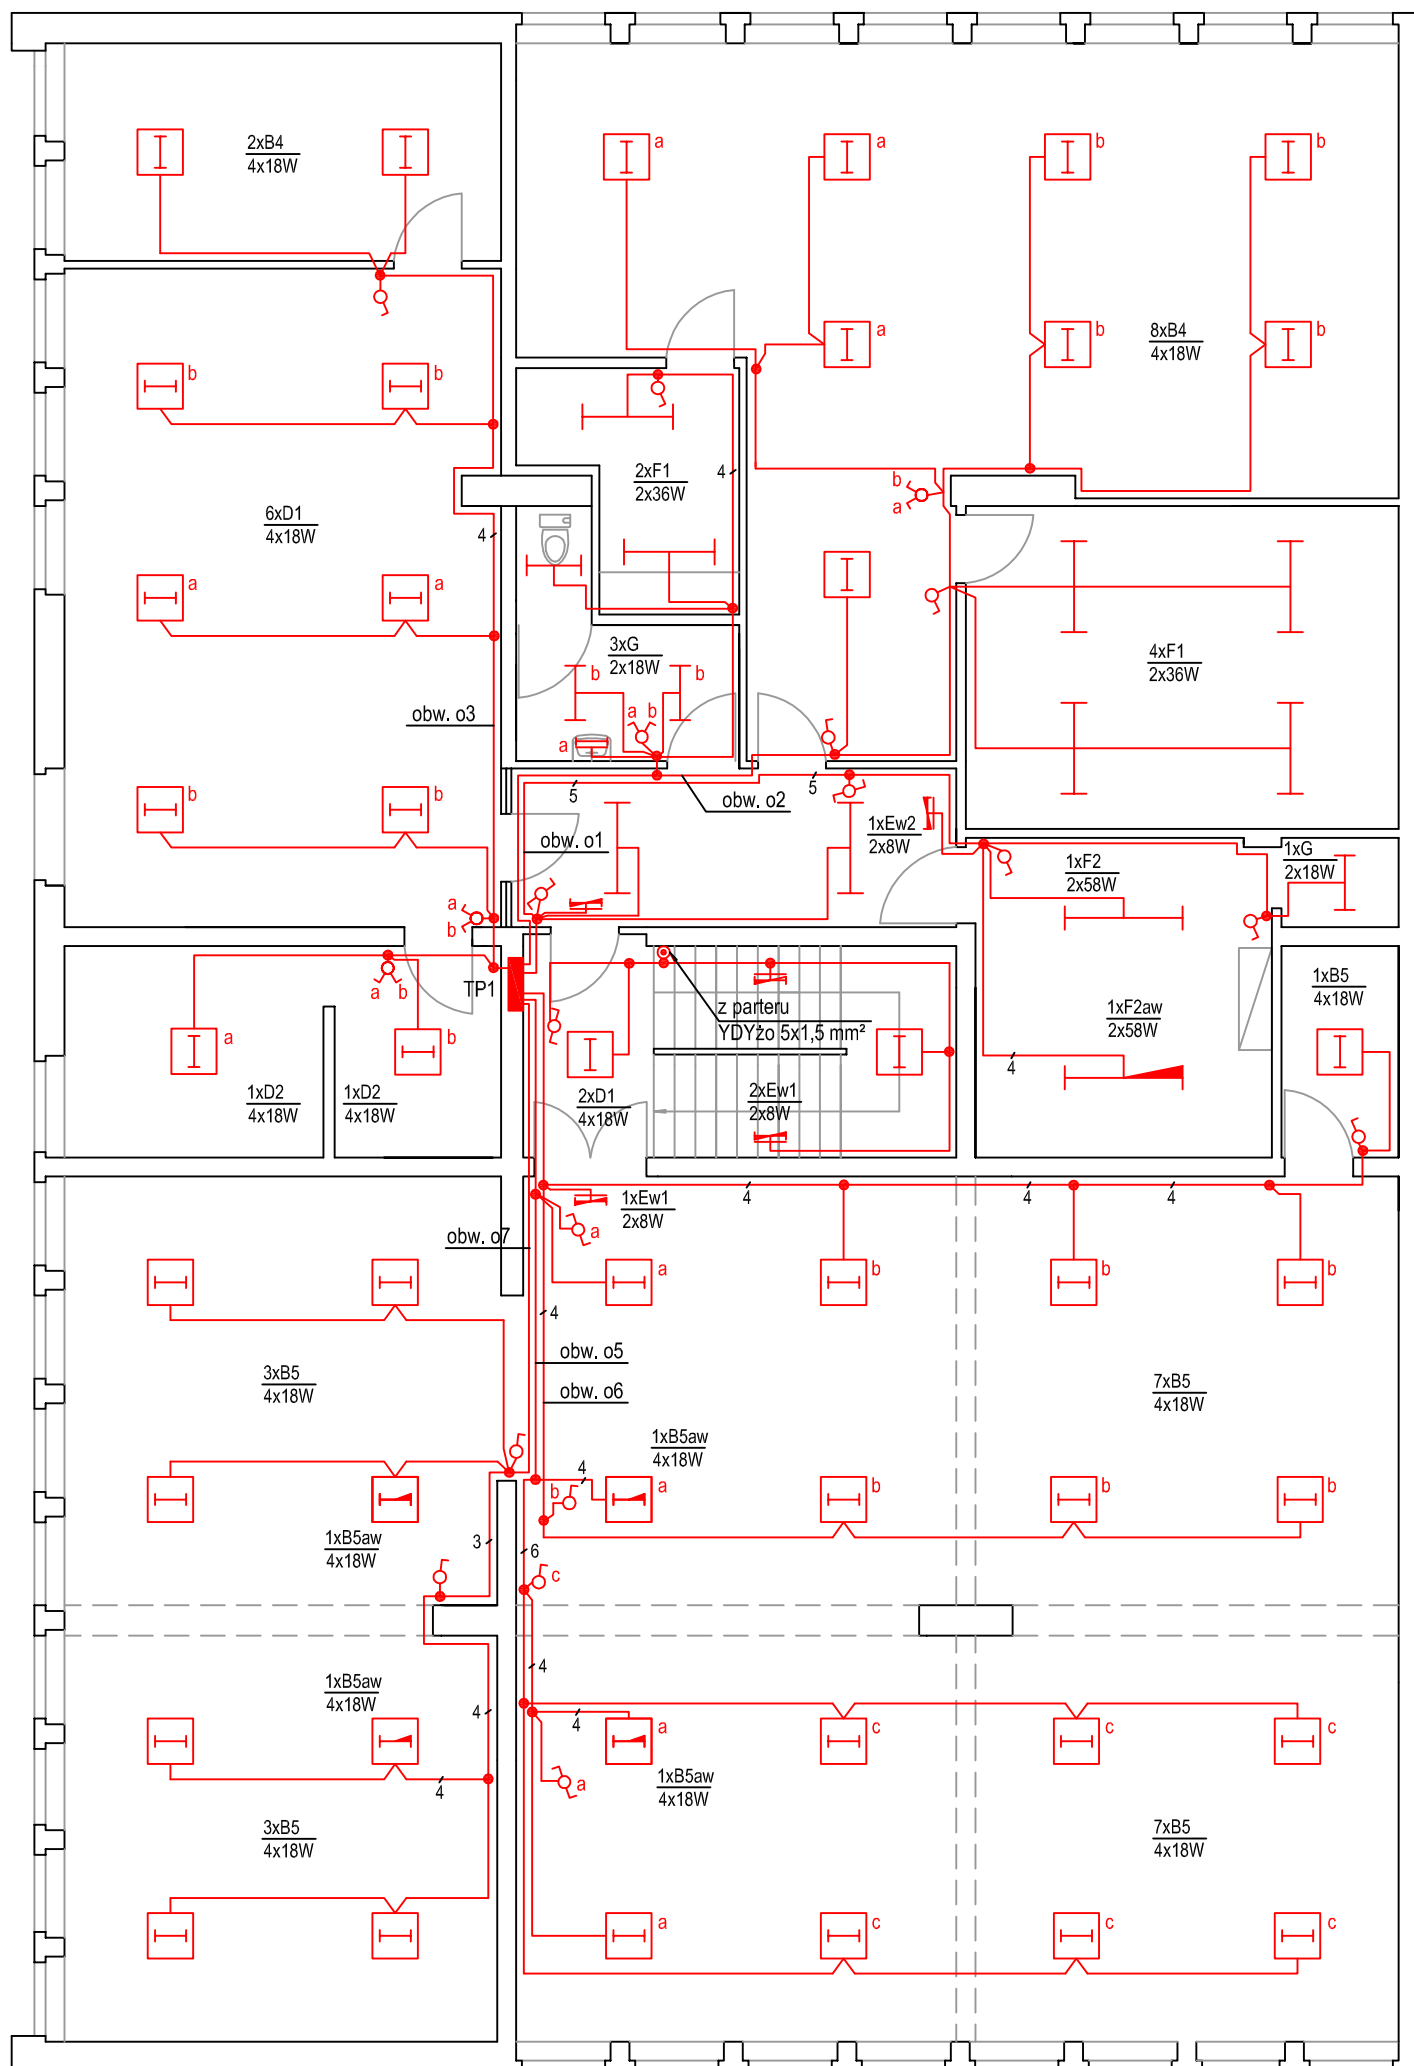 2xB4
4x18W
a
a
b
b
a
b
b
8xB4
4x18W
b
b
2xF1
2x36W
4
b
a
6xD1
4x18W
4
a
a
3xG
2x18W
b
b
a
b
a
4xF1
2x36W
obw. o3
b
b
5
5
obw. o2
1xEw2
2x8W
obw. o1
1xF2
2x58W
1xG
2x18W
a
b
a
b
TP1
z parteru
YDYżo 5x1,5 mm²
1xB5
4x18W
1xF2aw
2x58W
a
b
4
1xD2
4x18W
1xD2
4x18W
2xD1
4x18W
2xEw1
2x8W
1xEw1
2x8W
4
4
4
a
obw. o7
a
b
b
b
4
obw. o5
obw. o6
3xB5
4x18W
7xB5
4x18W
1xB5aw
4x18W
4
a
b
b
b
b
1xB5aw
4x18W
3
6
c
4
1xB5aw
4x18W
4
4
a
c
c
c
a
1xB5aw
4x18W
4
3xB5
4x18W
7xB5
4x18W
a
c
c
c